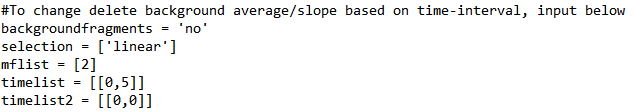 #To change delete background average/slope based on time-interval, input below
backgroundfragments = 'no'
selection = ['linear']
mflist = [2]
timelist = [[0,5]]
timelist2 = [[0,0]]